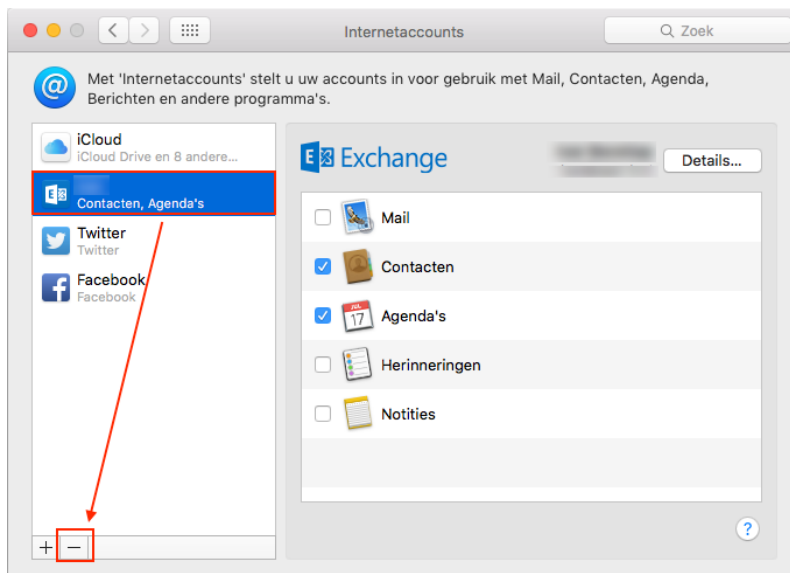 Internetaccounts
Zoek
Met 'Internetaccounts' stelt u uw accounts in voor gebruik met Mail, Contacten, Agenda,
Berichten en andere programma's.
iCloud
iCloud Drive en 8 andere...
Contacten, Agenda's
Twitter
Twitter
Facebook
Facebook
E Exchange
Details...
Mail
Contacten
JUL
17
Agenda's
Herinneringen
Notities
?
+ −